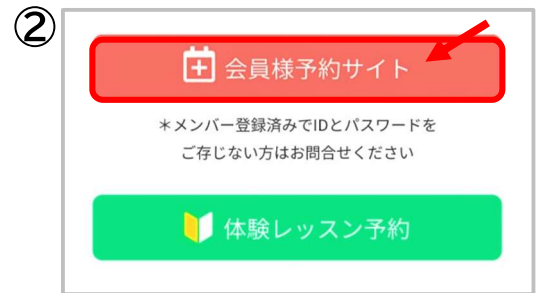 ②
会員様予約サイト
＊メンバー登録済みでIDとパスワードを
ご存じない方はお問合せください
体験レッスン予約